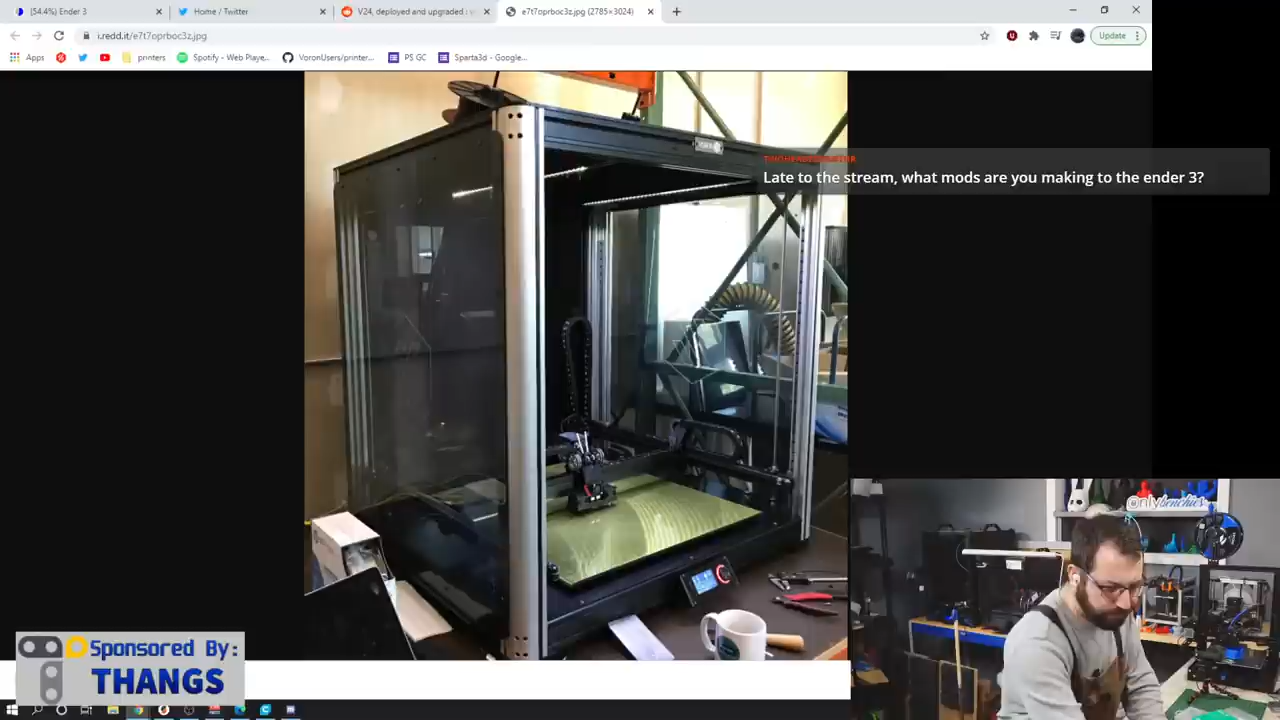 (54.4%) Ender 3
Home / Twitter
V24, deployed and upgraded : v
e7t7oprboc3z.jpg (2785×3024)
i.redd.it/e7t7oprboc3z.jpg
Update
Apps
printers
Spotify - Web Playe...
VoronUsers/printer...
PS GC
Sparta3d - Google...
Late to the stream, what mods are you making to the ender 3?
@nlybenchies
Sponsored By:
THANGS